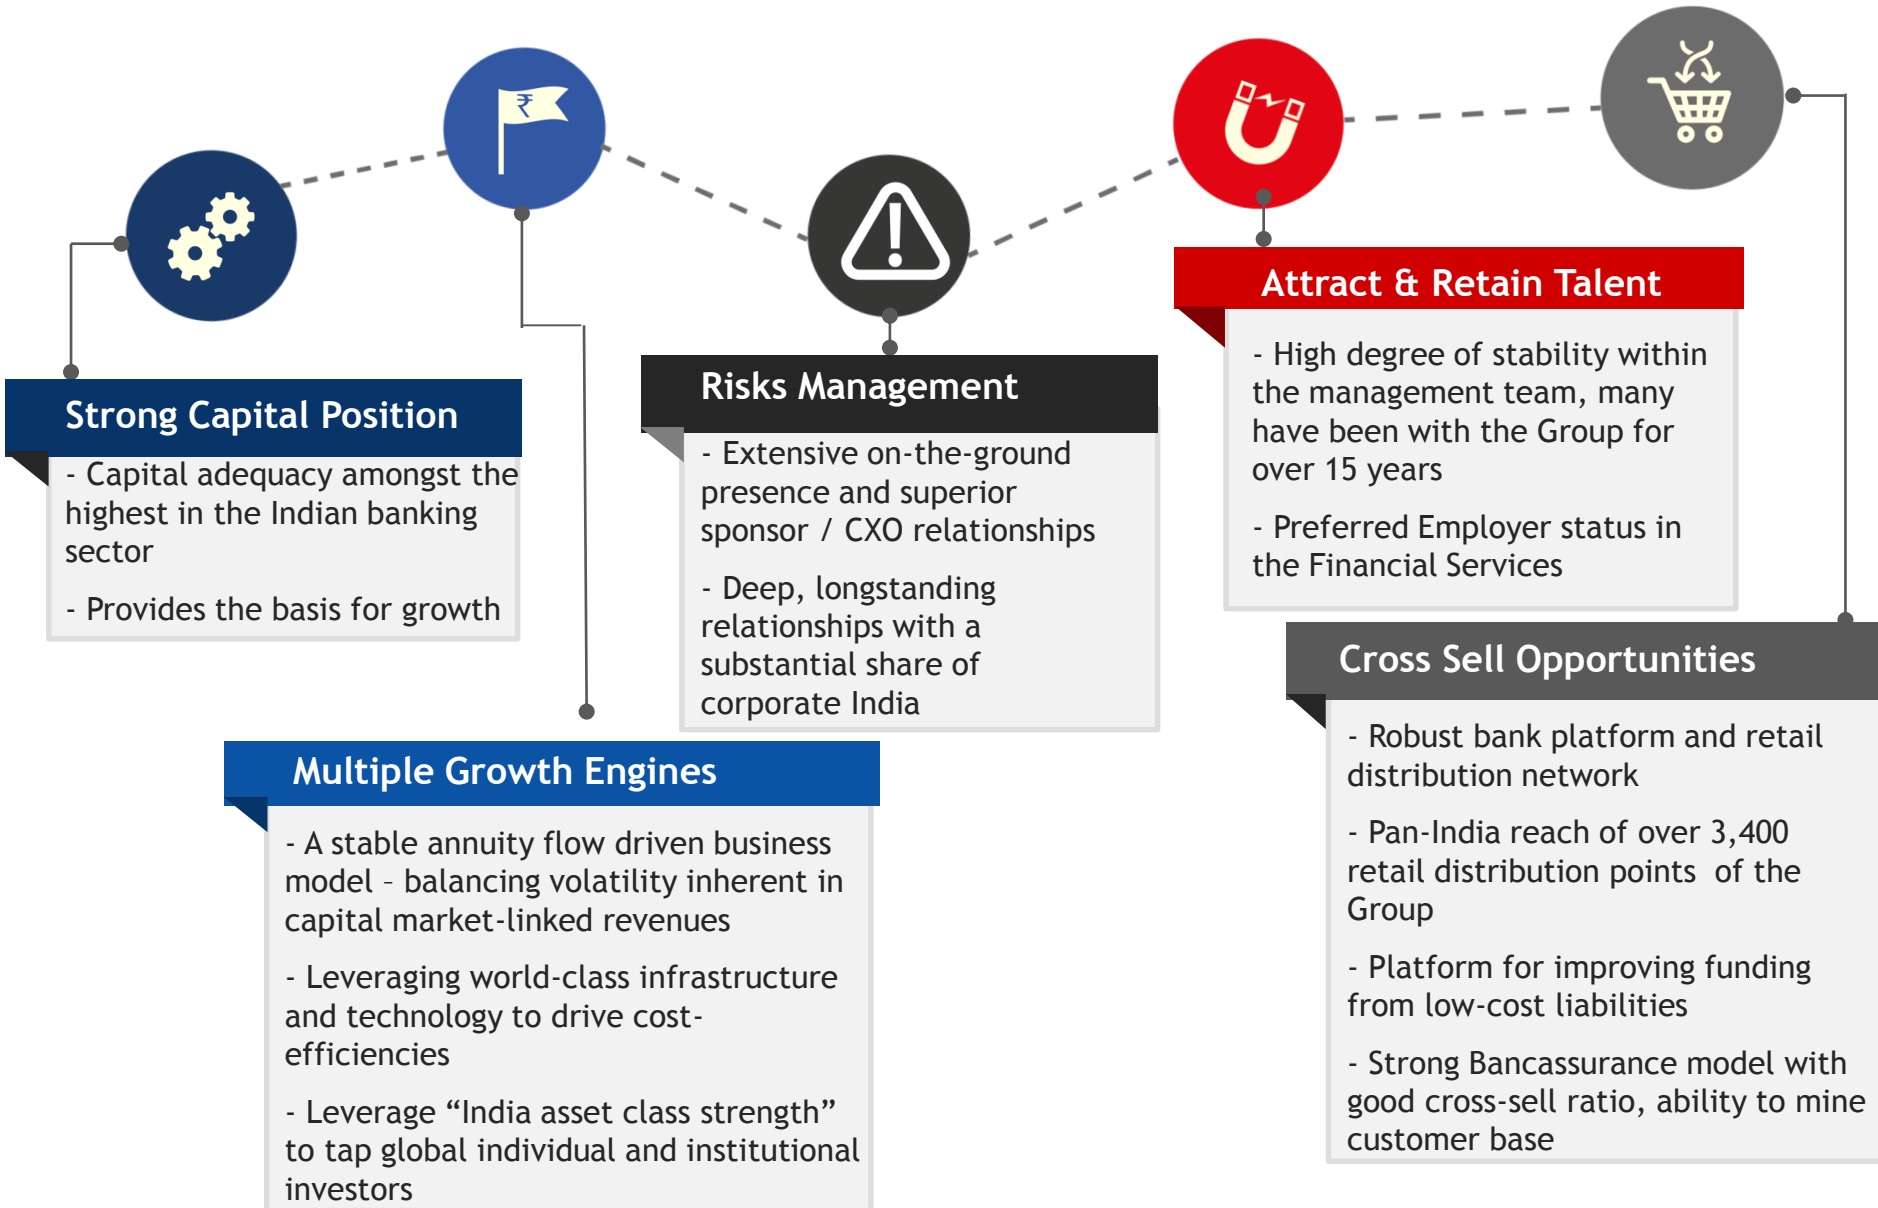 ₹
Strong Capital Position
- Capital adequacy amongst the
highest in the Indian banking
sector
- Provides the basis for growth
Multiple Growth Engines
- A stable annuity flow driven business
model – balancing volatility inherent in
capital market-linked revenues
- Leveraging world-class infrastructure
and technology to drive cost-
efficiencies
- Leverage “India asset class strength”
to tap global individual and institutional
investors
Risks Management
- Extensive on-the-ground
presence and superior
sponsor / CXO relationships
- Deep, longstanding
relationships with a
substantial share of
corporate India
Attract & Retain Talent
- High degree of stability within
the management team, many
have been with the Group for
over 15 years
- Preferred Employer status in
the Financial Services
Cross Sell Opportunities
- Robust bank platform and retail
distribution network
- Pan-India reach of over 3,400
retail distribution points  of the
Group
- Platform for improving funding
from low-cost liabilities
- Strong Bancassurance model with
good cross-sell ratio, ability to mine
customer base